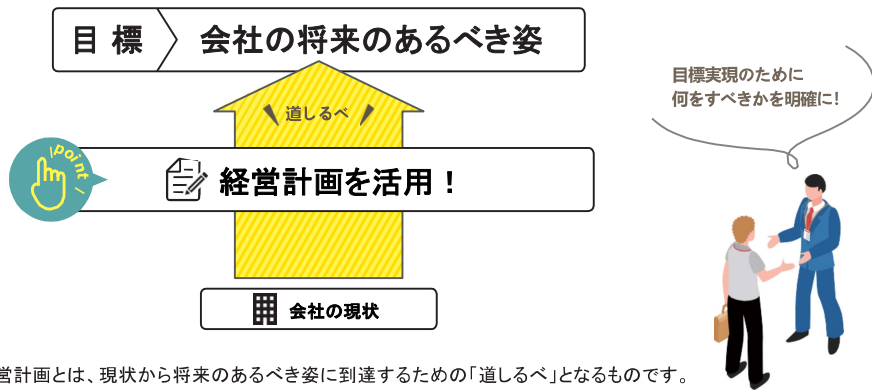 目 標 会社の将来のあるべき姿
目標実現のために
何をすべきかを明確に!
道しるべ
point
経営計画を活用！
会社の現状
営計画とは、現状から将来のあるべき姿に到達するための「道しるべ」となるものです。